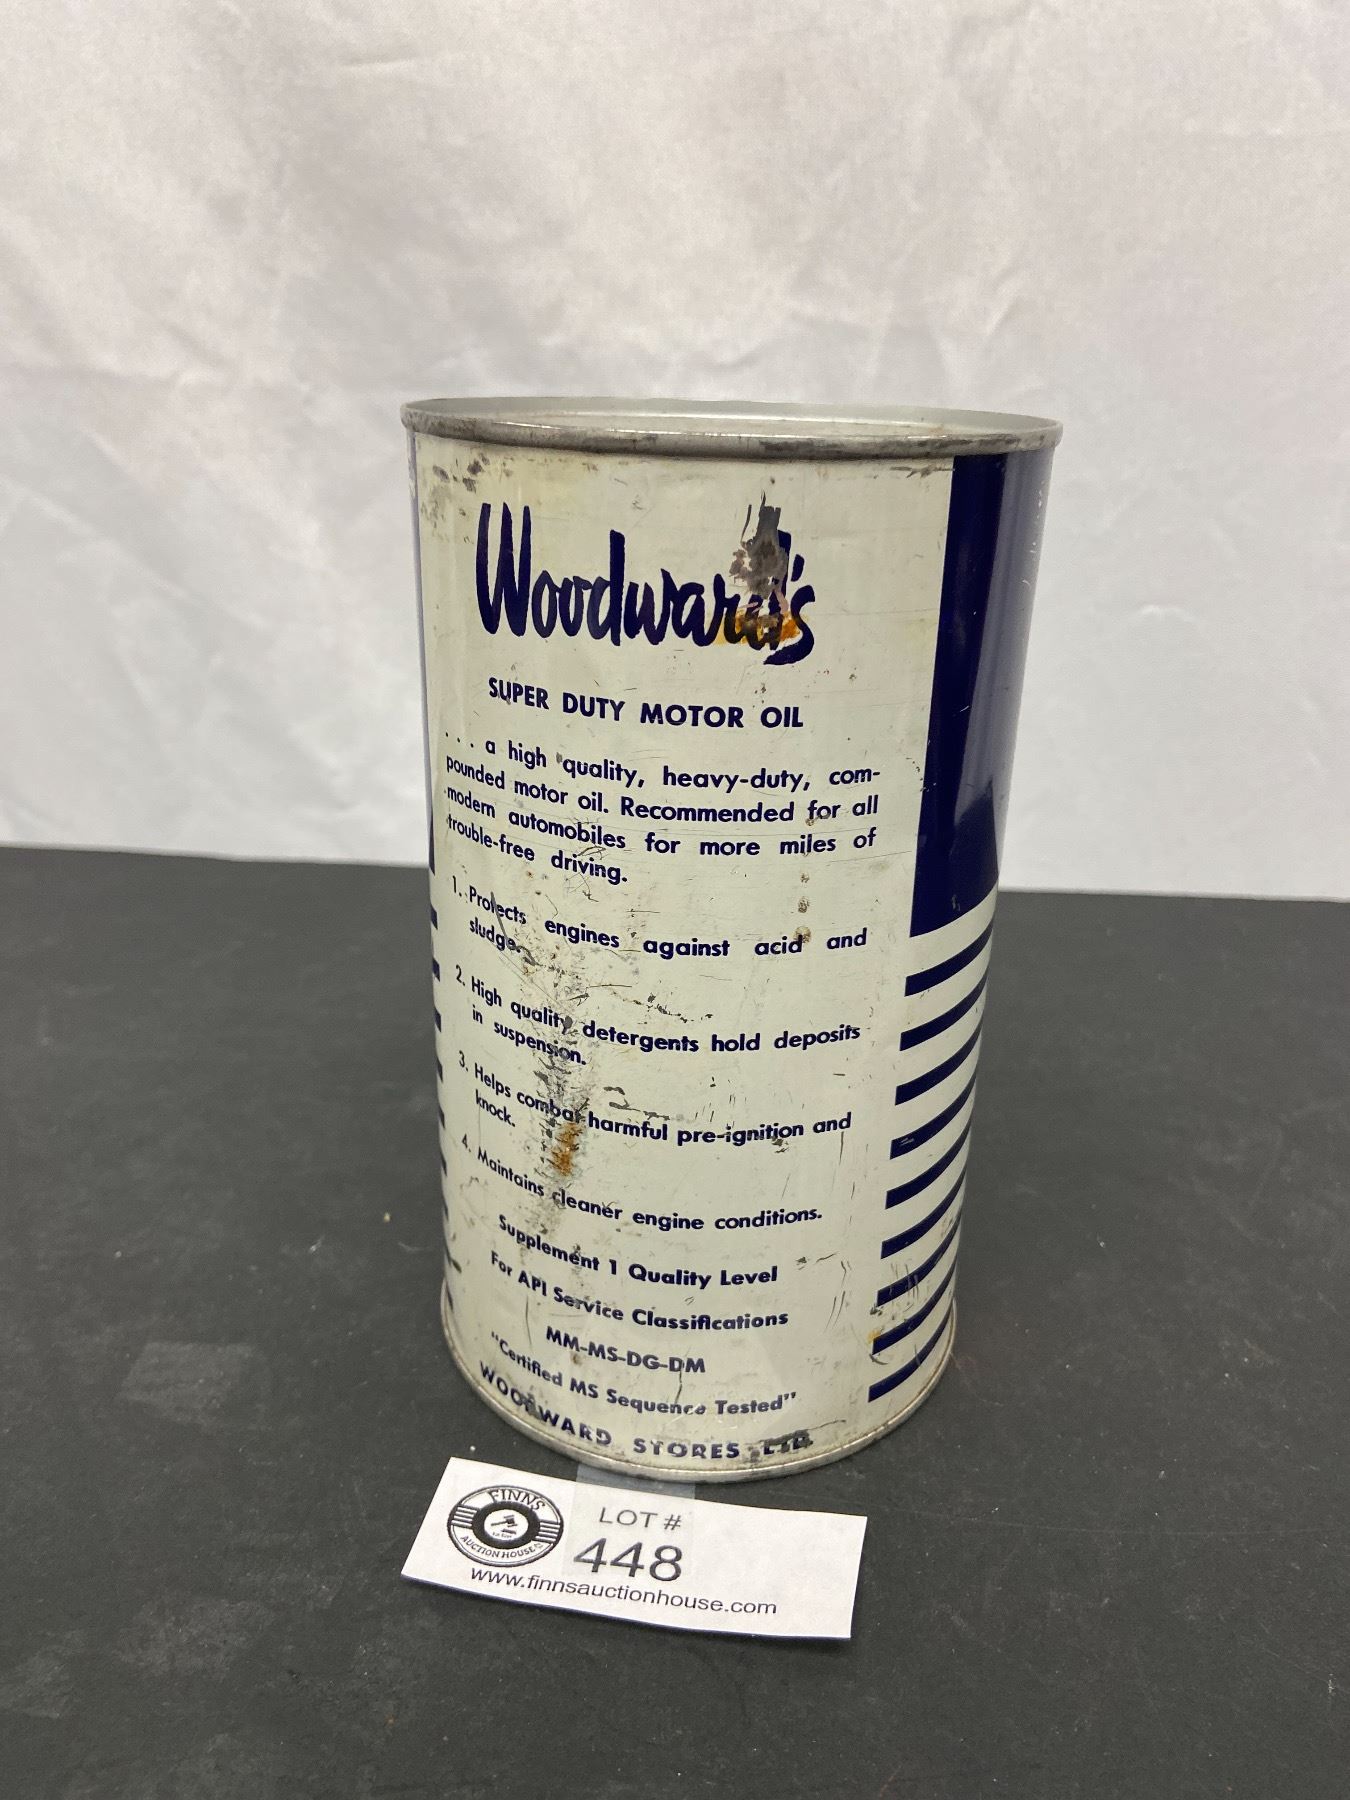 Woodward's
SUPER DUTY MOTOR OIL
. . . a high quality, heavy-duty, com-
pounded motor oil. Recommended for all
modern automobiles for more miles of
trouble-free driving.
1. Protects engines against acid and
sludge.
2. High quality detergents hold deposits
in suspension.
3. Helps combat harmful pre-ignition and
knock.
4. Maintains cleaner engine conditions.
Supplement 1 Quality Level
For API Service Classifications
MM-MS-DG-DM
"Certified MS Sequence Tested"
WOODWARD STORES LTD.
FINNS
AUCTION HOUSE
LOT #
448
www.finnsauctionhouse.com